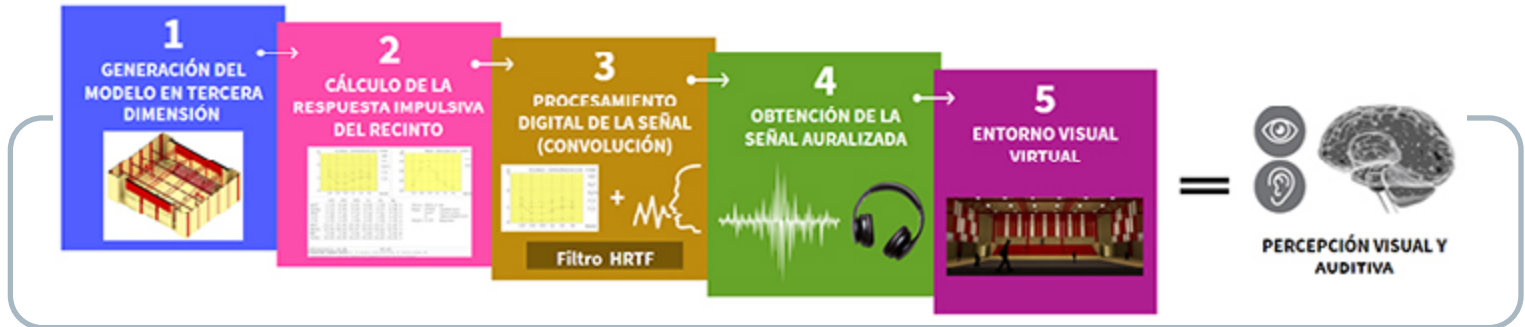 1
GENERACIÓN DEL
MODELO EN TERCERA
DIMENSIÓN
2
CÁLCULO DE LA
RESPUESTA IMPULSIVA
DEL RECINTO
3
PROCESAMIENTO
DIGITAL DE LA SEÑAL
(CONVOLUCIÓN)
+
Filtro HRTF
4
OBTENCIÓN DE LA
SEÑAL AURALIZADA
5
ENTORNO VISUAL
VIRTUAL
=
PERCEPCIÓN VISUAL Y
AUDITIVA